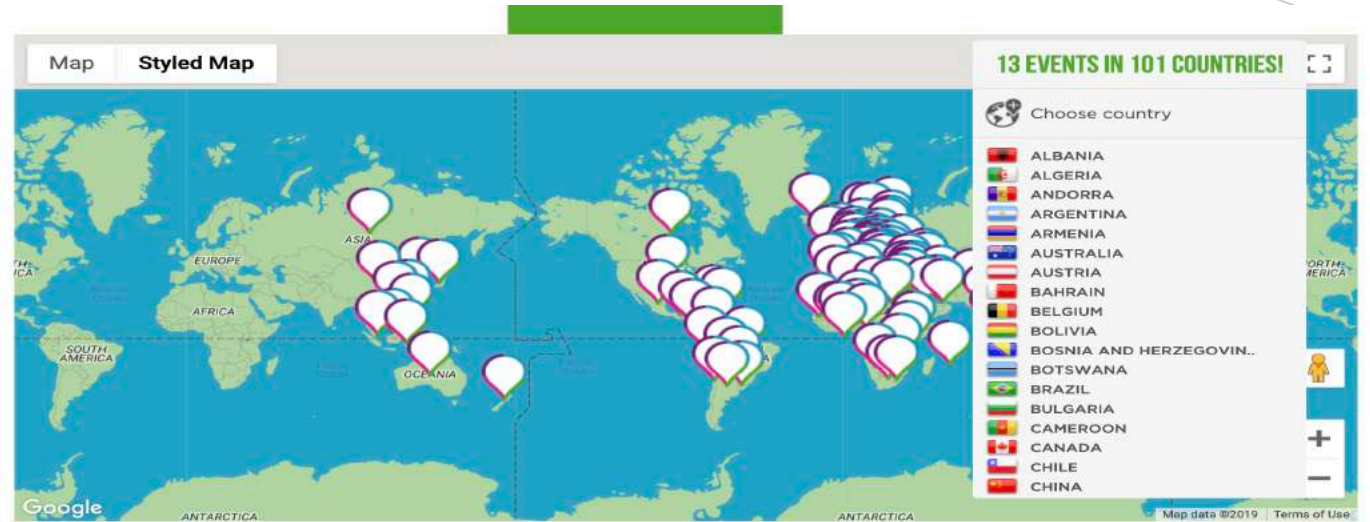 Map Styled Map
13 EVENTS IN 101 COUNTRIES!
Choose country
ALBANIA
ALGERIA
ANDORRA
ARGENTINA
ARMENIA
AUSTRALIA
AUSTRIA
BAHRAIN
BELGIUM
BOLIVIA
BOSNIA AND HERZEGOVIN..
BOTSWANA
BRAZIL
BULGARIA
CAMEROON
CANADA
CHILE
CHINA
ASIA
EUROPE
AFRICA
SOUTH
AMERICA
OCEANIA
ANTARCTICA
ANTARCTICA
Google
Map data ©2019 Terms of Use